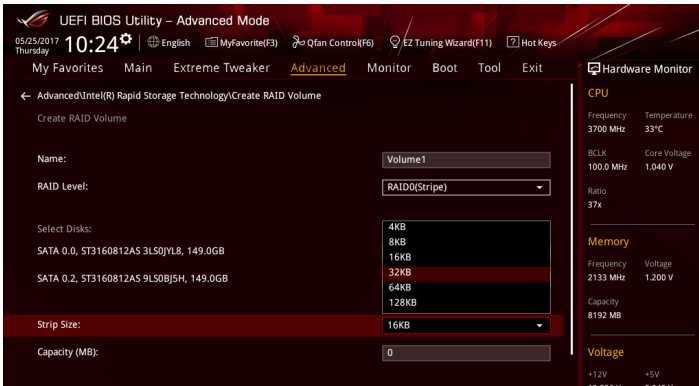 UEFI BIOS Utility – Advanced Mode
05/25/2017 Thursday 10:24 English MyFavorite(F3) Qfan Control(F6) EZ Tuning Wizard(F11) ? Hot Keys
My Favorites Main Extreme Tweaker Advanced Monitor Boot Tool Exit
← Advanced\Intel(R) Rapid Storage Technology\Create RAID Volume
Create RAID Volume
Name: Volume1
RAID Level: RAID0(Stripe)
Select Disks:
SATA 0.0, ST3160812AS 3LS0JYL8, 149.0GB
SATA 0.2, ST3160812AS 9LS0BJ5H, 149.0GB
4KB
8KB
16KB
32KB
64KB
128KB
Strip Size: 16KB
Capacity (MB): 0
Hardware Monitor
CPU
Frequency Temperature
3700 MHz 33°C
BCLK Core Voltage
100.0 MHz 1.040 V
Ratio
37x
Memory
Frequency Voltage
2133 MHz 1.200 V
Capacity
8192 MB
Voltage
+12V +5V